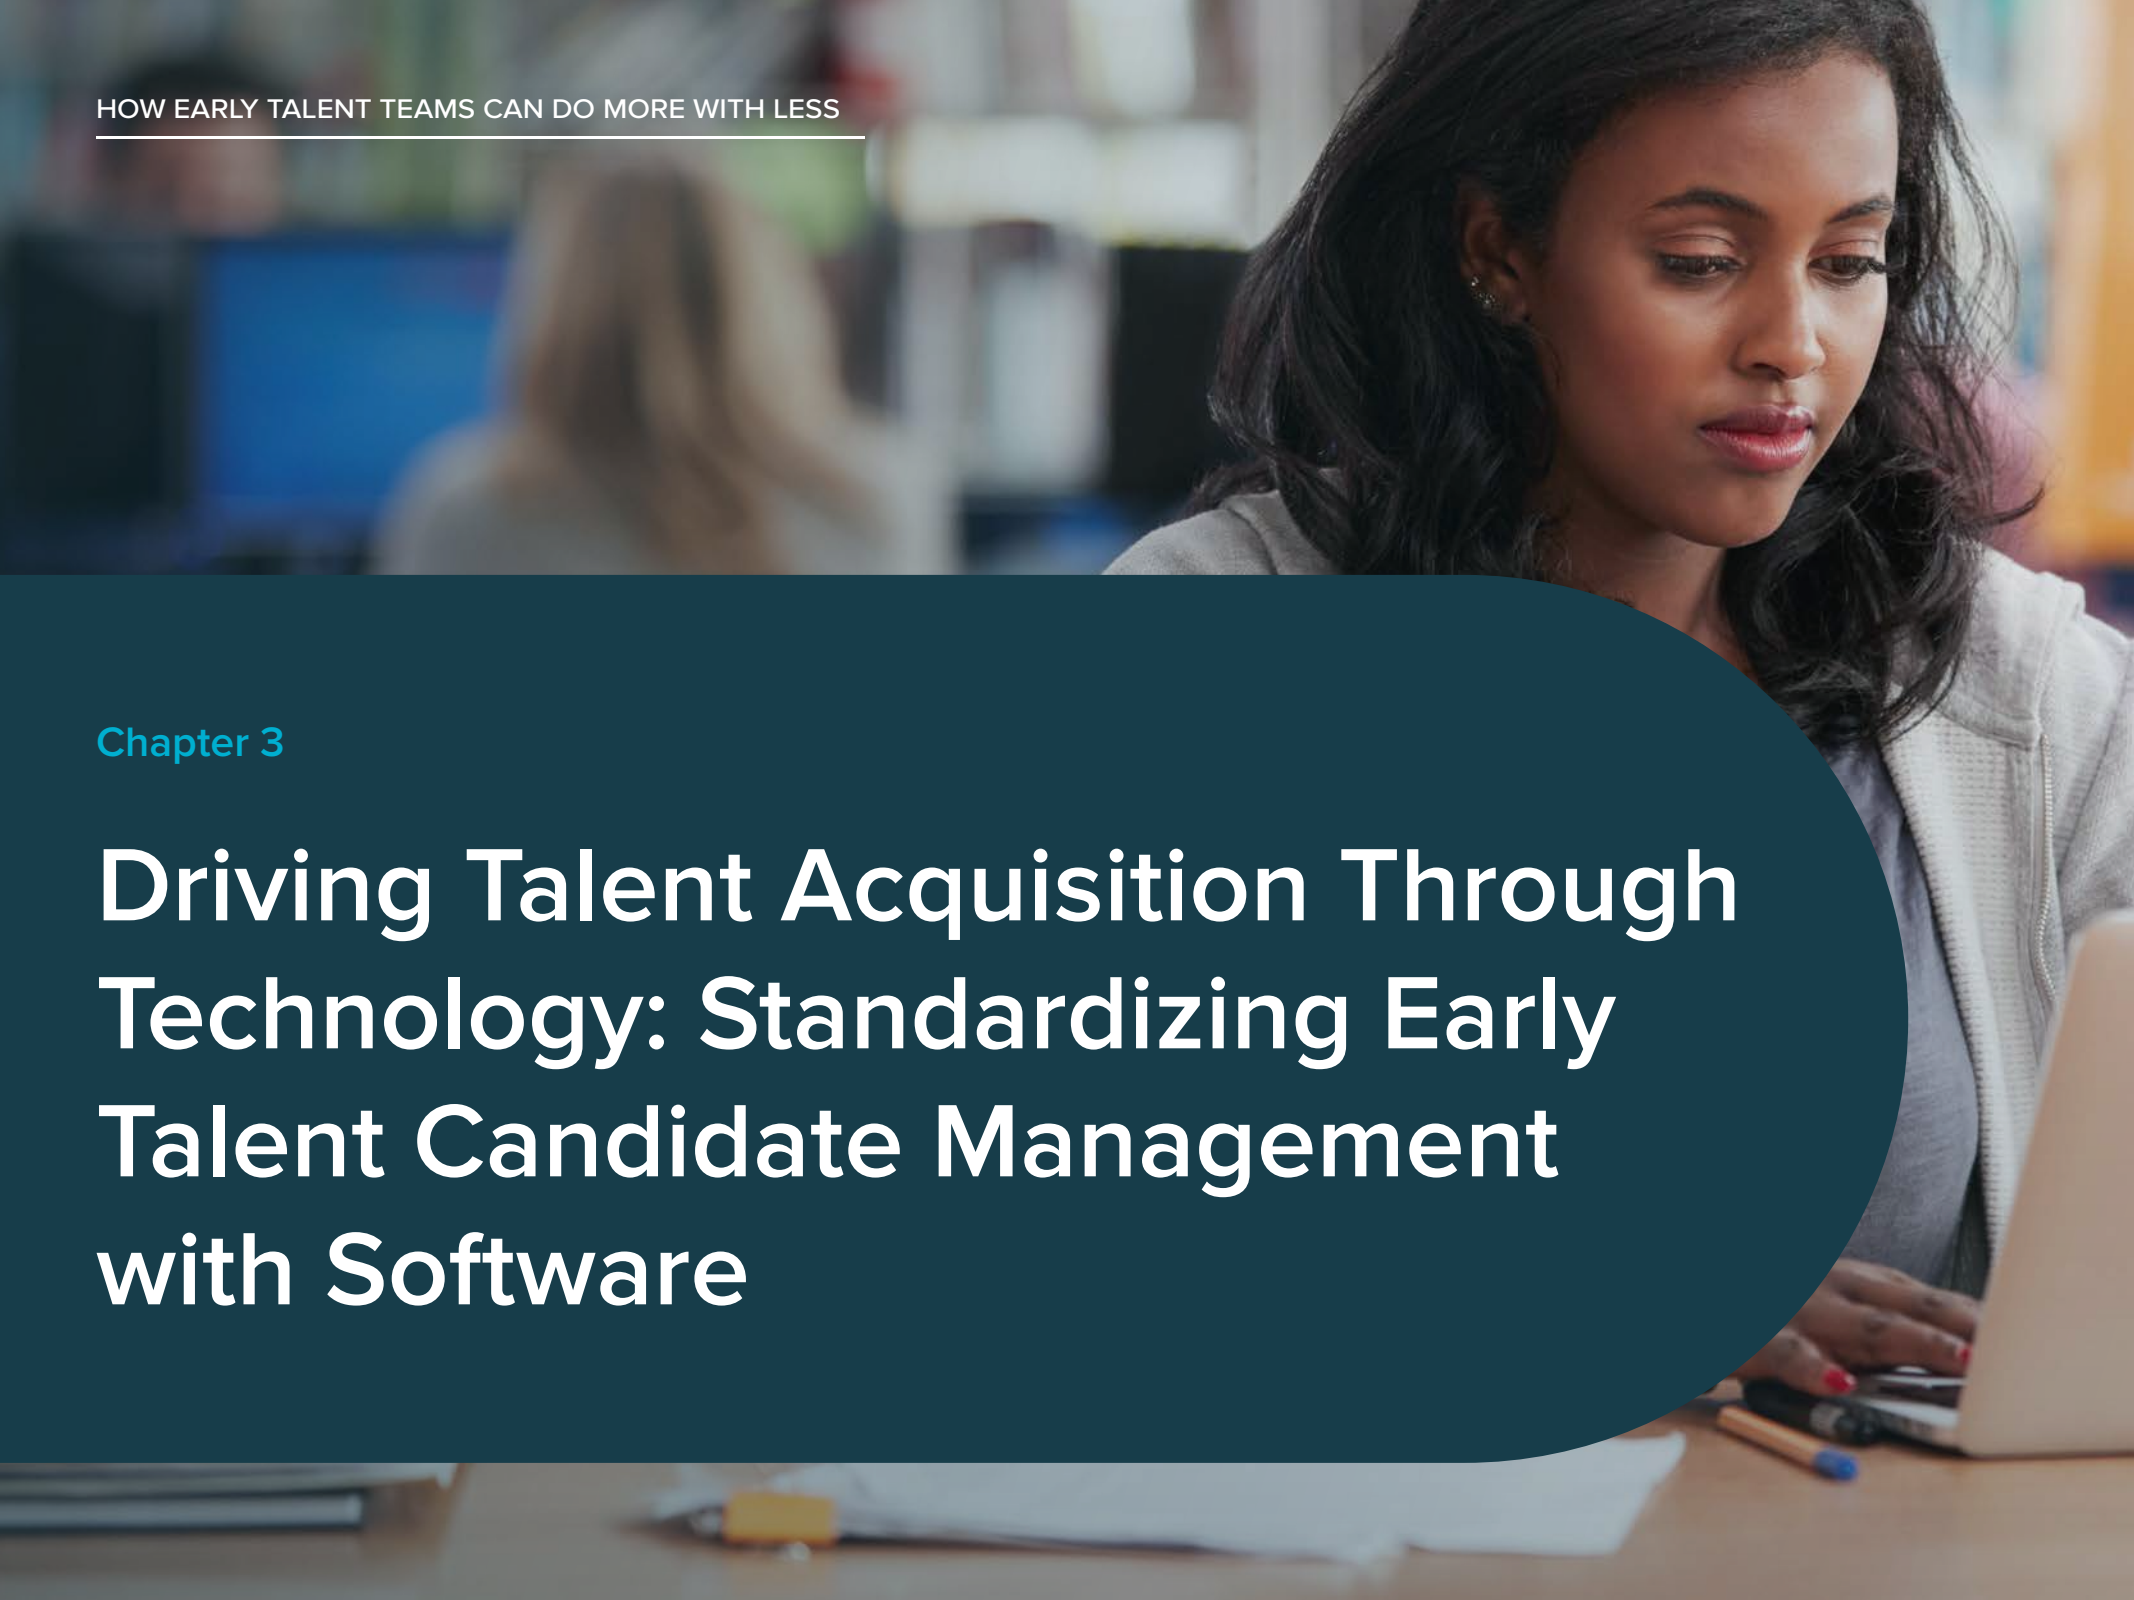 HOW EARLY TALENT TEAMS CAN DO MORE WITH LESS
Chapter 3
Driving Talent Acquisition Through
Technology: Standardizing Early
Talent Candidate Management
with Software